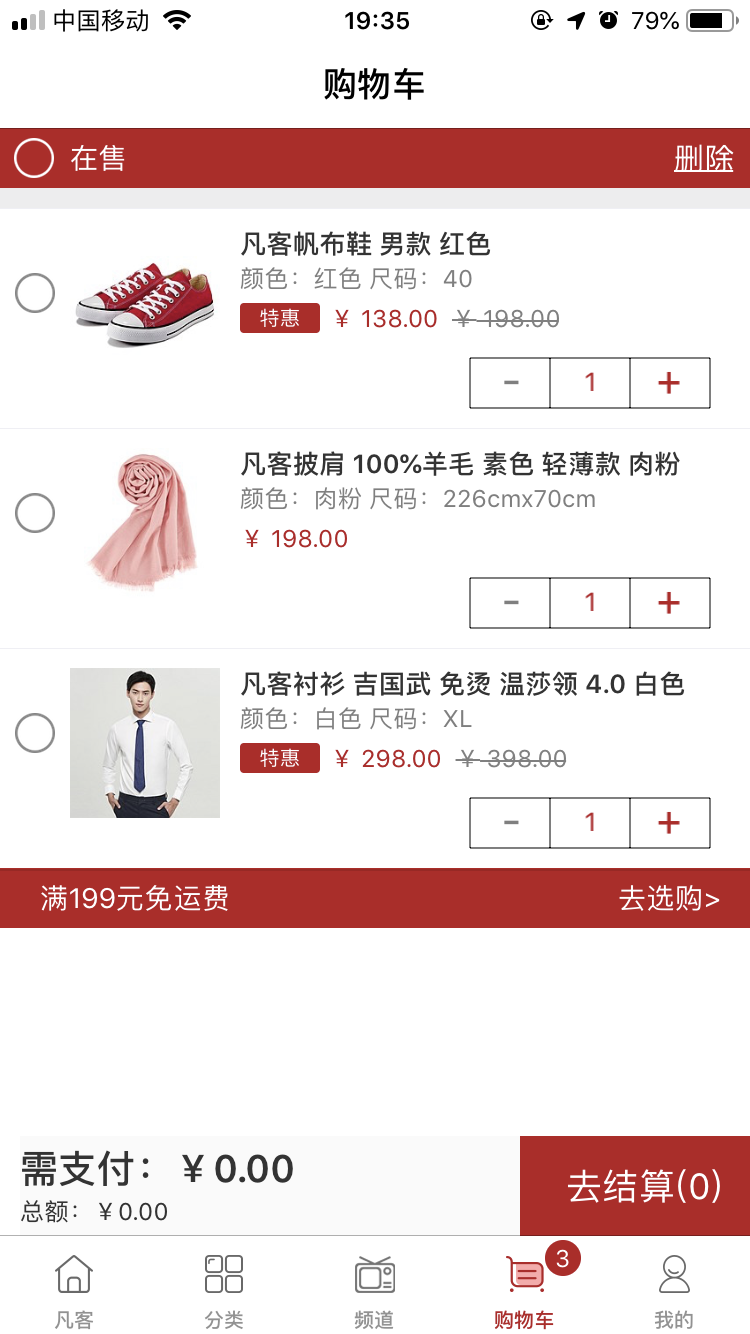 中国移动 19:35 79%
购物车
在售 删除
凡客帆布鞋 男款 红色
颜色：红色 尺码：40
特惠 ¥ 138.00 ¥ 198.00
- 1 +
凡客披肩 100%羊毛 素色 轻薄款 肉粉
颜色：肉粉 尺码：226cmx70cm
¥ 198.00
- 1 +
凡客衬衫 吉国武 免烫 温莎领 4.0 白色
颜色：白色 尺码：XL
特惠 ¥ 298.00 ¥ 398.00
- 1 +
满199元免运费 去选购>
需支付：¥ 0.00
总额：¥0.00
去结算(0)
3
凡客 分类 频道 购物车 我的